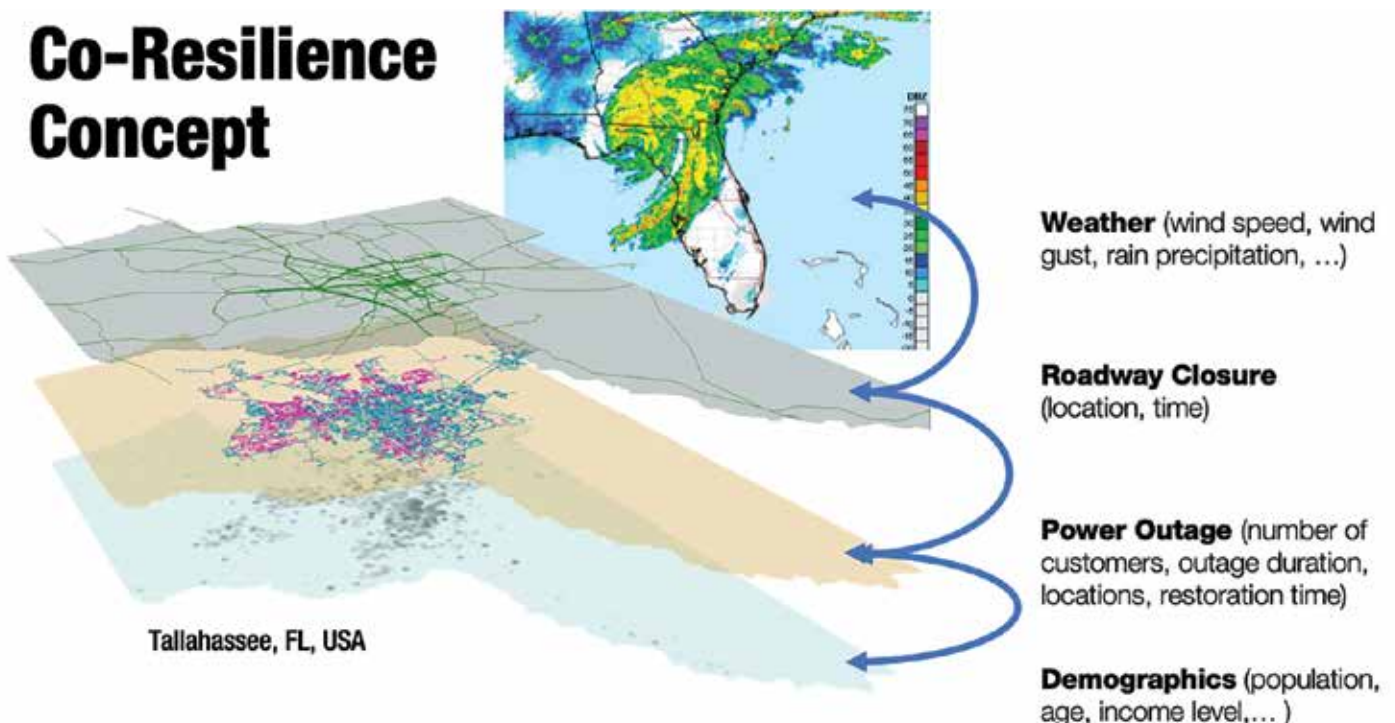 Co-Resilience
Concept
DBZ
Weather (wind speed, wind
gust, rain precipitation, ...)
Roadway Closure
(location, time)
Power Outage (number of
customers, outage duration,
locations, restoration time)
Tallahassee, FL, USA
Demographics (population,
age, income level,... )